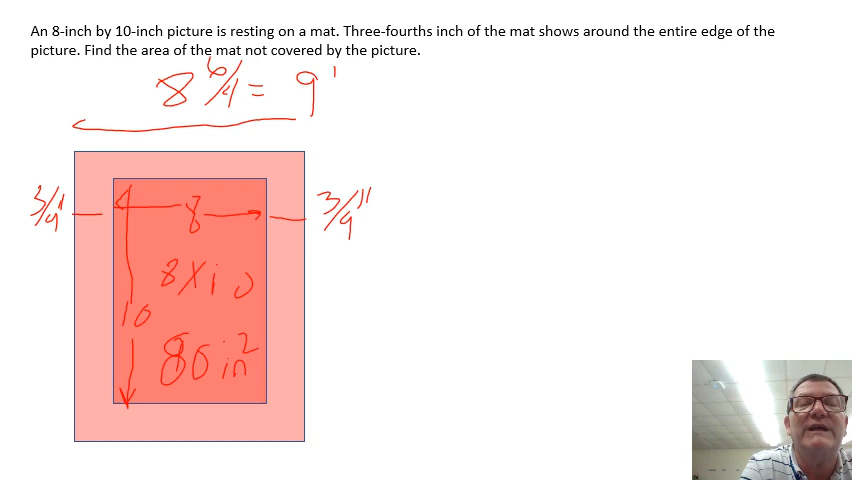 An 8-inch by 10-inch picture is resting on a mat. Three-fourths inch of the mat shows around the entire edge of the
picture. Find the area of the mat not covered by the picture.
8 6/4 = 9'
3/4"
8
3/4"
8X10
10
80 in²